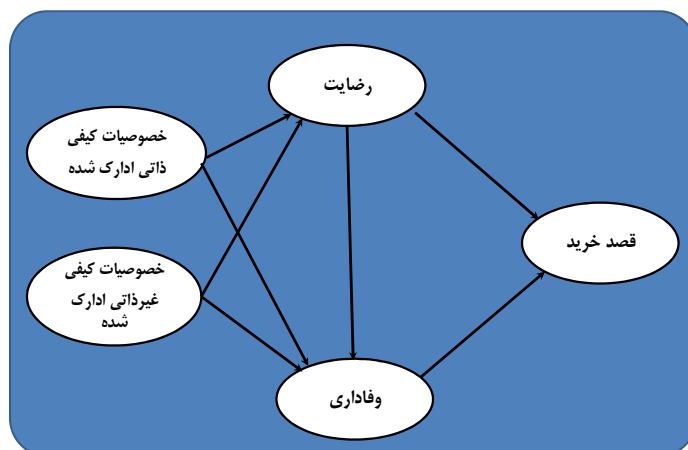 رضایت
خصوصیات کیفی
ذاتی ادارک شده
قصد خرید
خصوصیات کیفی
غیرذاتی ادارک
شده
وفاداری